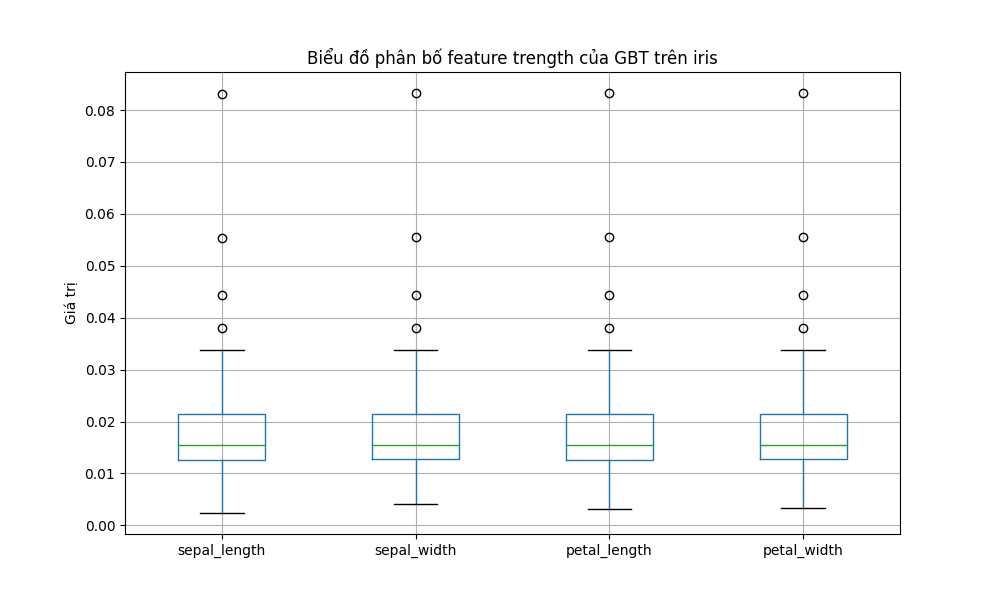 Biểu đồ phân bố feature trength của GBT trên iris
Giá trị
0.08
0.07
0.06
0.05
0.04
0.03
0.02
0.01
0.00
sepal_length
sepal_width
petal_length
petal_width